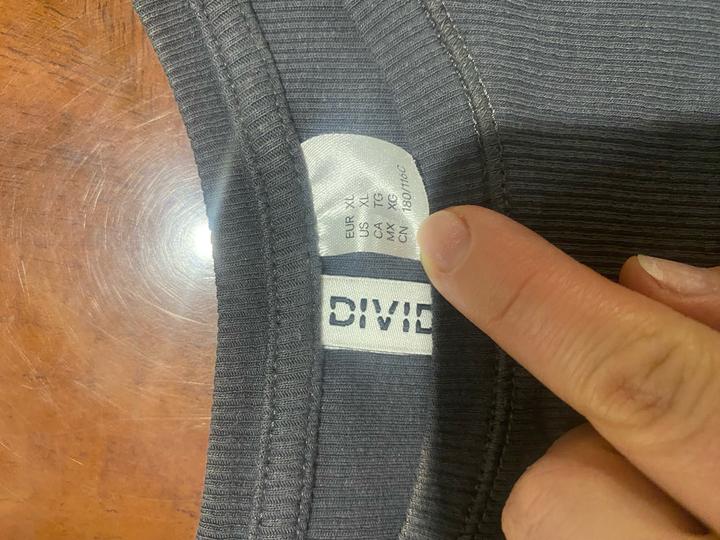 EUR XL
US XL
CA TG
MX XG
CN 180/116C
DIVID